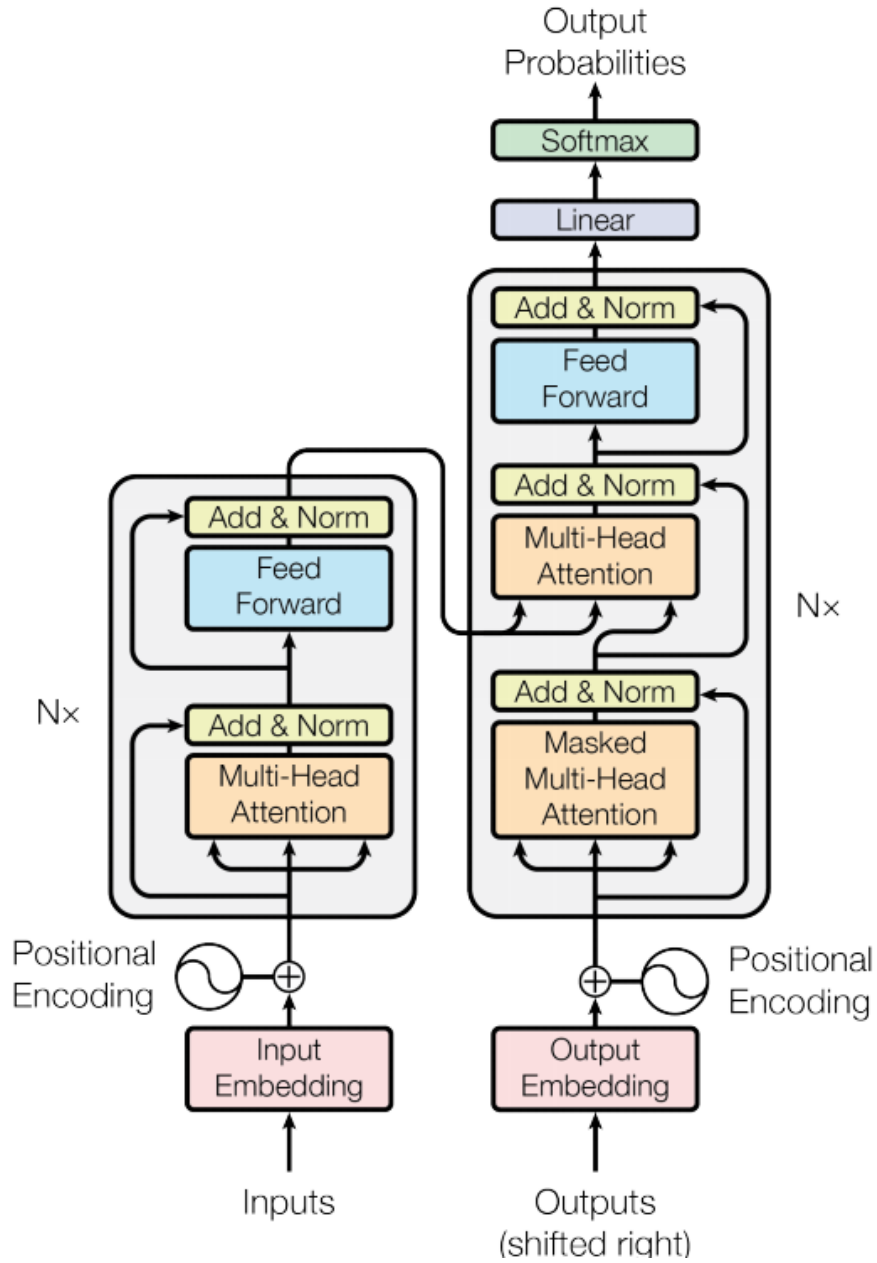 Output
Probabilities
Softmax
Linear
Add & Norm
Feed
Forward
Add & Norm
Multi-Head
Attention
Add & Norm
Masked
Multi-Head
Attention
N×
Add & Norm
Feed
Forward
Add & Norm
Multi-Head
Attention
N×
Positional
Encoding
Positional
Encoding
Input
Embedding
Output
Embedding
Inputs
Outputs
(shifted right)